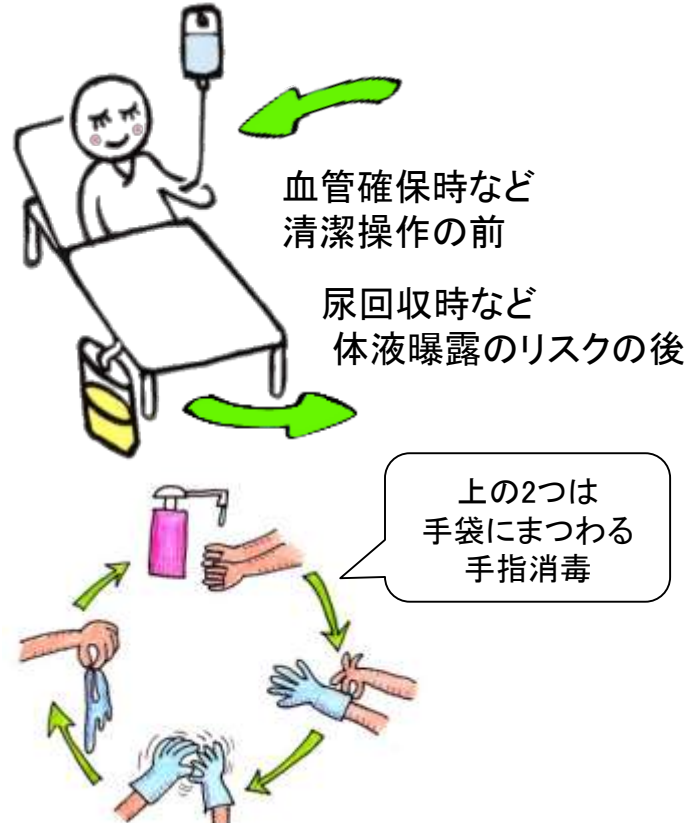 血管確保時など
清潔操作の前
尿回収時など
体液曝露のリスクの後
上の2つは
手袋にまつわる
手指消毒